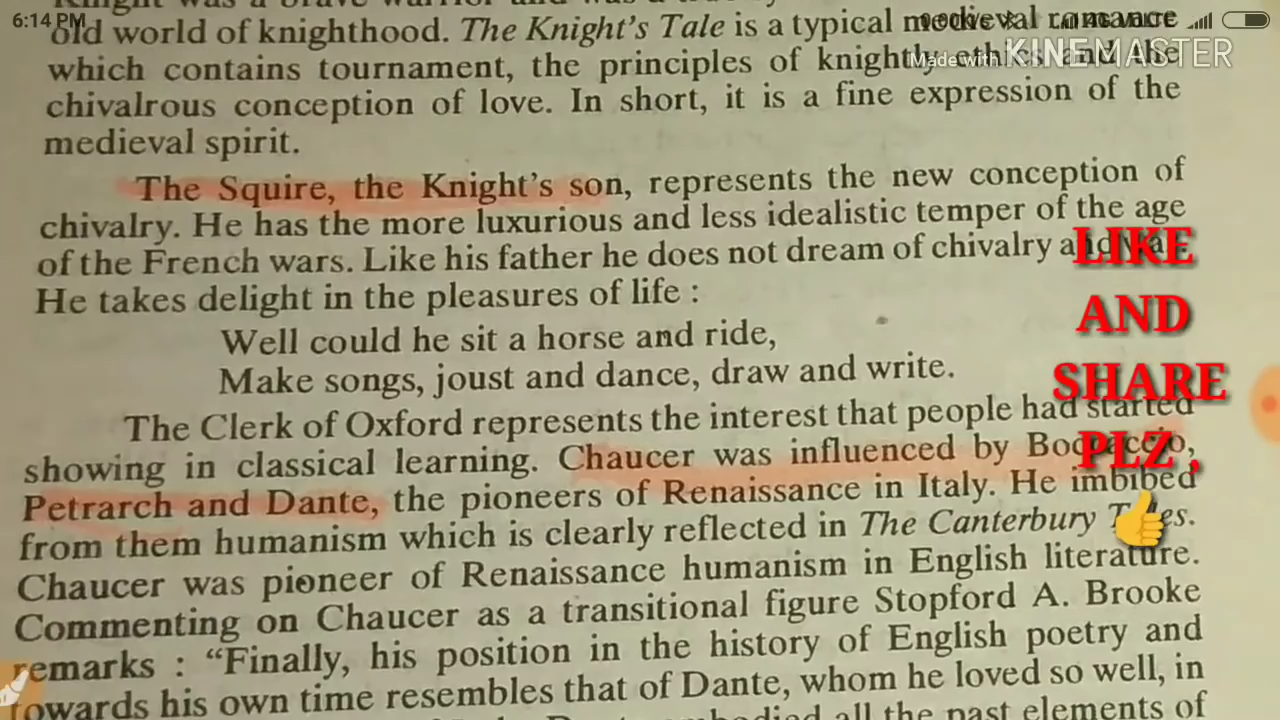 6:14 PM
old world of knighthood. The Knight's Tale is a typical medieval romance
which contains tournament, the principles of knightly ethics and the
Made with KINEMASTER
chivalrous conception of love. In short, it is a fine expression of the
medieval spirit.
The Squire, the Knight's son, represents the new conception of
chivalry. He has the more luxurious and less idealistic temper of the age
of the French wars. Like his father he does not dream of chivalry and
He takes delight in the pleasures of life :
Well could he sit a horse and ride,
Make songs, joust and dance, draw and write.
LIKE
AND
SHARE
PLZ ,
The Clerk of Oxford represents the interest that people had started
showing in classical learning. Chaucer was influenced by
Petrarch and Dante, the pioneers of Renaissance in Italy. He imbibed
from them humanism which is clearly reflected in The Canterbury Tales.
Chaucer was pioneer of Renaissance humanism in English literature.
Commenting on Chaucer as a transitional figure Stopford A. Brooke
remarks : “Finally, his position in the history of English poetry and
towards his own time resembles that of Dante, whom he loved so well, in
all the past elements of